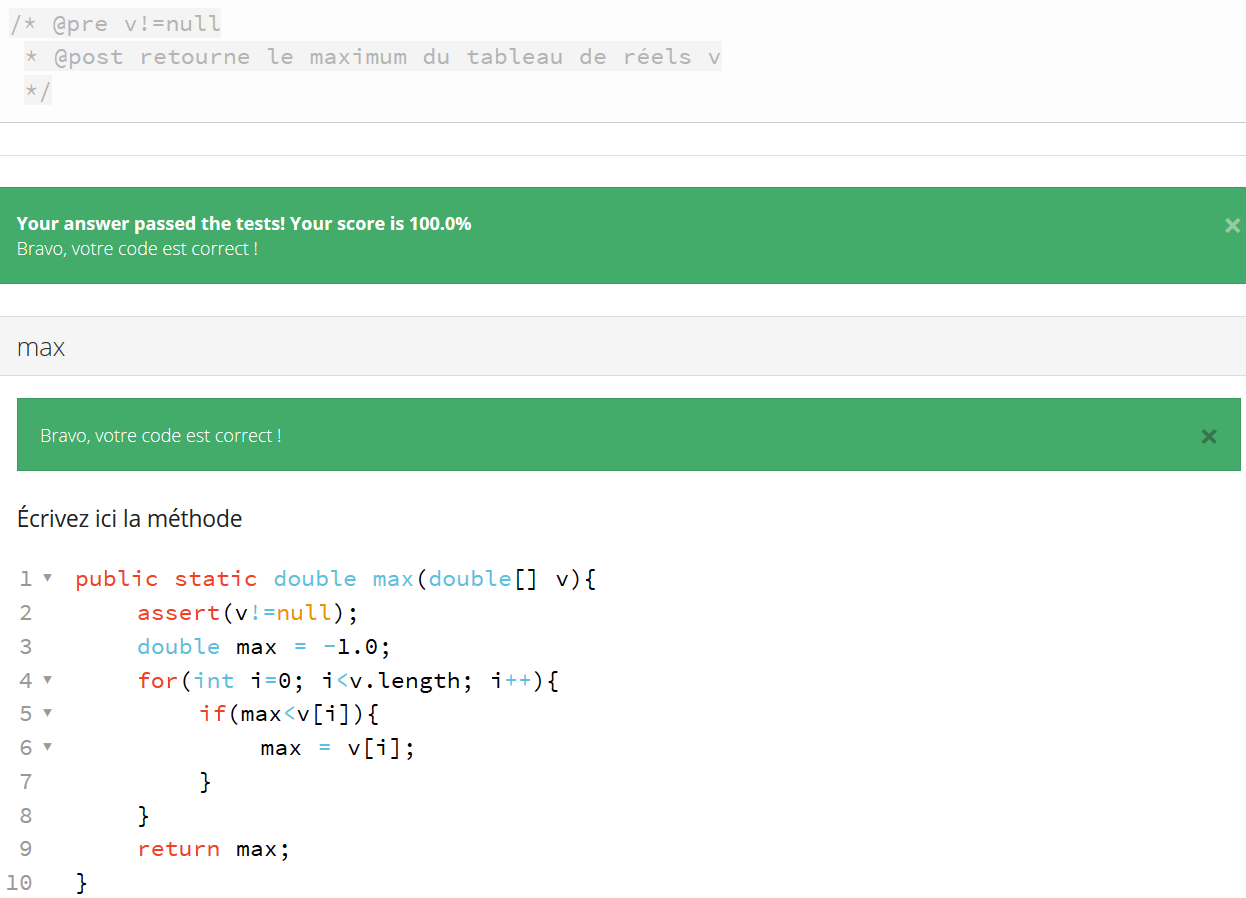 /* @pre v!=null
* @post retourne le maximum du tableau de réels v
*/
Your answer passed the tests! Your score is 100.0%
Bravo, votre code est correct !
max
Bravo, votre code est correct !
Écrivez ici la méthode
1 public static double max(double[] v){
2 assert(v!=null);
3 double max = -1.0;
4 for(int i=0; i<v.length; i++){
5 if(max<v[i]){
6 max = v[i];
7 }
8 }
9 return max;
10 }